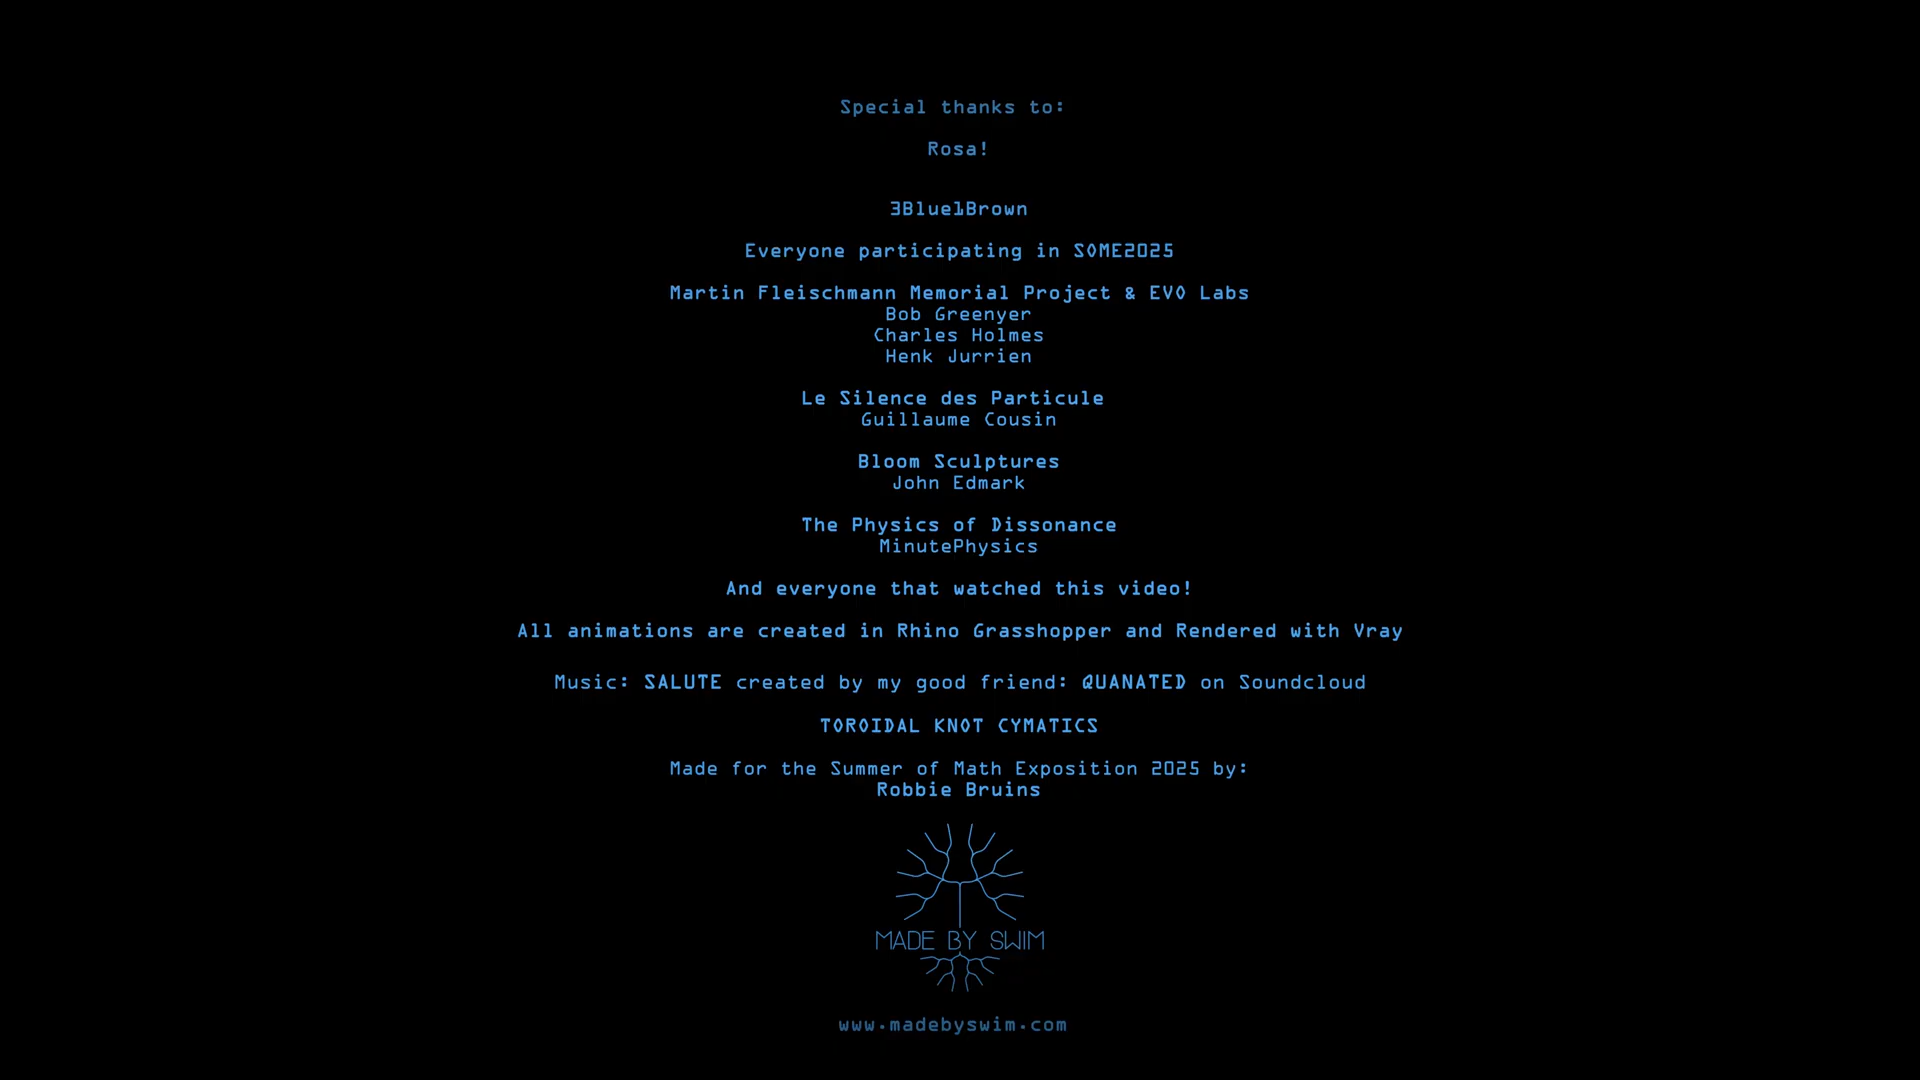 Special thanks to:
Rosa!
3Blue1Brown
Everyone participating in SOME2025
Martin Fleischmann Memorial Project & EVO Labs
Bob Greenyer
Charles Holmes
Henk Jurrien
Le Silence des Particule
Guillaume Cousin
Bloom Sculptures
John Edmark
The Physics of Dissonance
MinutePhysics
And everyone that watched this video!
All animations are created in Rhino Grasshopper and Rendered with Vray
Music: SALUTE created by my good friend: QUANATED on Soundcloud
TOROIDAL KNOT CYMATICS
Made for the Summer of Math Exposition 2025 by:
Robbie Bruins
MADE BY SWIM
www.madebyswim.com